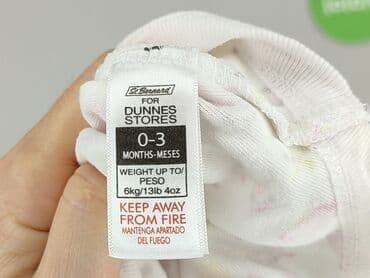 St Bernard
FOR
DUNNES
STORES
0-3
MONTHS-MESES
WEIGHT UP TO/
PESO
6kg/13lb 4oz
KEEP AWAY
FROM FIRE
MANTENGA APARTADO
DEL FUEGO